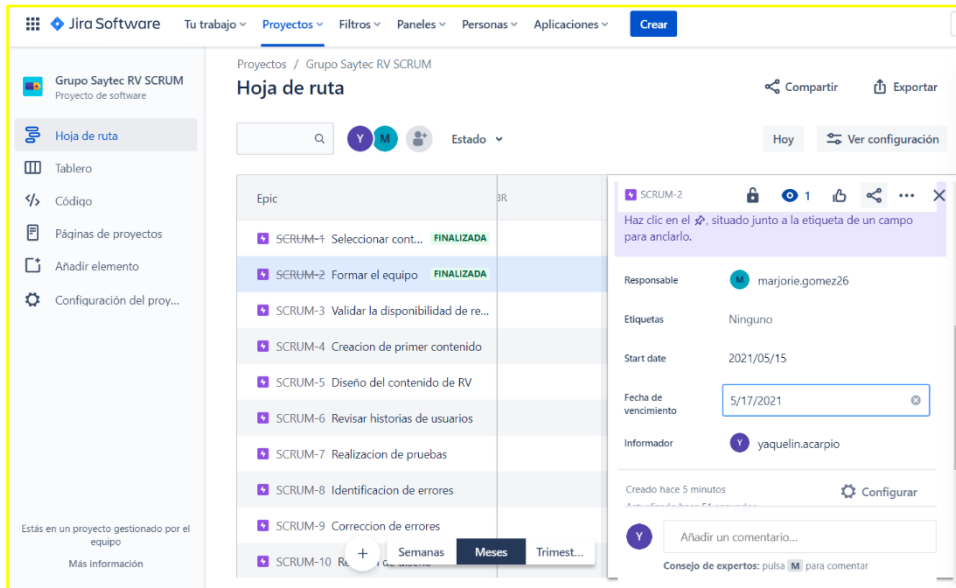 Jira Software
Tu trabajo
Proyectos
Filtros
Paneles
Personas
Aplicaciones
Crear
Grupo Saytec RV SCRUM
Proyecto de software
Hoja de ruta
Tablero
Código
Páginas de proyectos
Añadir elemento
Configuración del proy...
Estás en un proyecto gestionado por el
equipo
Más información
Proyectos / Grupo Saytec RV SCRUM
Hoja de ruta
Compartir
Exportar
Y
M
Estado
Hoy
Ver configuración
Epic
SCRUM-1 Seleccionar cont... FINALIZADA
SCRUM-2 Formar el equipo FINALIZADA
SCRUM-3 Validar la disponibilidad de re...
SCRUM-4 Creacion de primer contenido
SCRUM-5 Diseño del contenido de RV
SCRUM-6 Revisar historias de usuarios
SCRUM-7 Realizacion de pruebas
SCRUM-8 Identificacion de errores
SCRUM-9 Correccion de errores
SCRUM-10
Semanas
Meses
Trimest...
SCRUM-2
1
Haz clic en el , situado junto a la etiqueta de un campo
para anclarlo.
Responsable
M marjorie.gomez26
Etiquetas
Ninguno
Start date
2021/05/15
Fecha de
vencimiento
5/17/2021
Informador
Y yaquelin.acarpio
Creado hace 5 minutos
Configurar
Y
Añadir un comentario...
Consejo de expertos: pulsa M para comentar